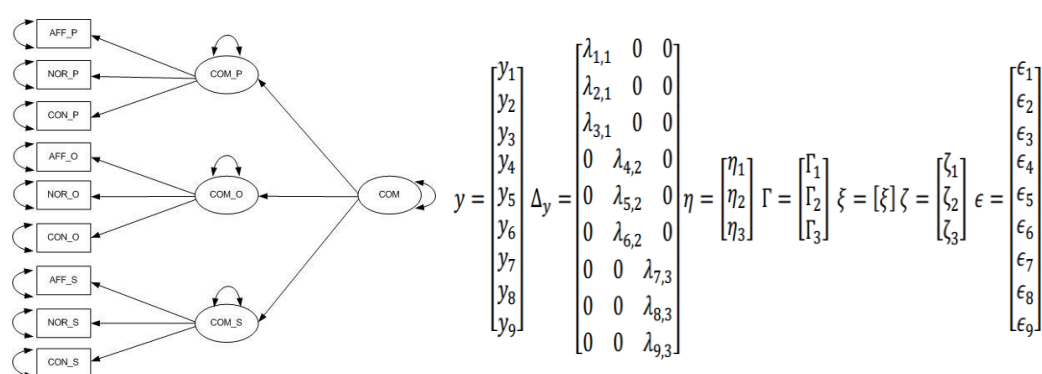 AFF_P
NOR_P
CON_P
AFF_O
NOR_O
CON_O
AFF_S
NOR_S
CON_S
COM_P
COM_O
COM_S
COM
y = [y₁ y₂ y₃ y₄ y₅ y₆ y₇ y₈ y₉]
Δ_y = [λ₁,₁ 0 0
λ₂,₁ 0 0
λ₃,₁ 0 0
0 λ₄,₂ 0
0 λ₅,₂ 0
0 λ₆,₂ 0
0 0 λ₇,₃
0 0 λ₈,₃
0 0 λ₉,₃]
η = [η₁ η₂ η₃]
Γ = [Γ₁ Γ₂ Γ₃]
ξ = [ξ]
ζ = [ζ₁ ζ₂ ζ₃]
ϵ = [ϵ₁ ϵ₂ ϵ₃ ϵ₄ ϵ₅ ϵ₆ ϵ₇ ϵ₈ ϵ₉]